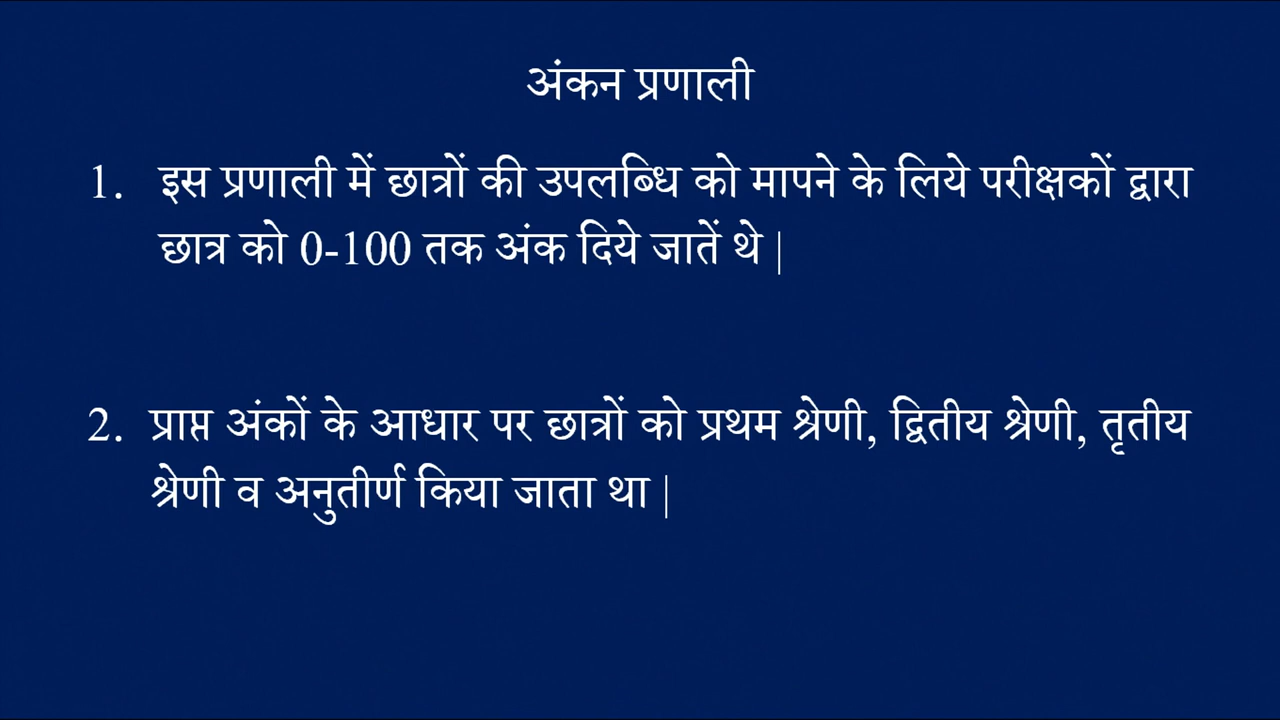 अंकन प्रणाली
1. इस प्रणाली में छात्रों की उपलब्धि को मापने के लिये परीक्षकों द्वारा
छात्र को 0-100 तक अंक दिये जातें थे |
2. प्राप्त अंकों के आधार पर छात्रों को प्रथम श्रेणी, द्वितीय श्रेणी, तृतीय
श्रेणी व अनुतीर्ण किया जाता था |